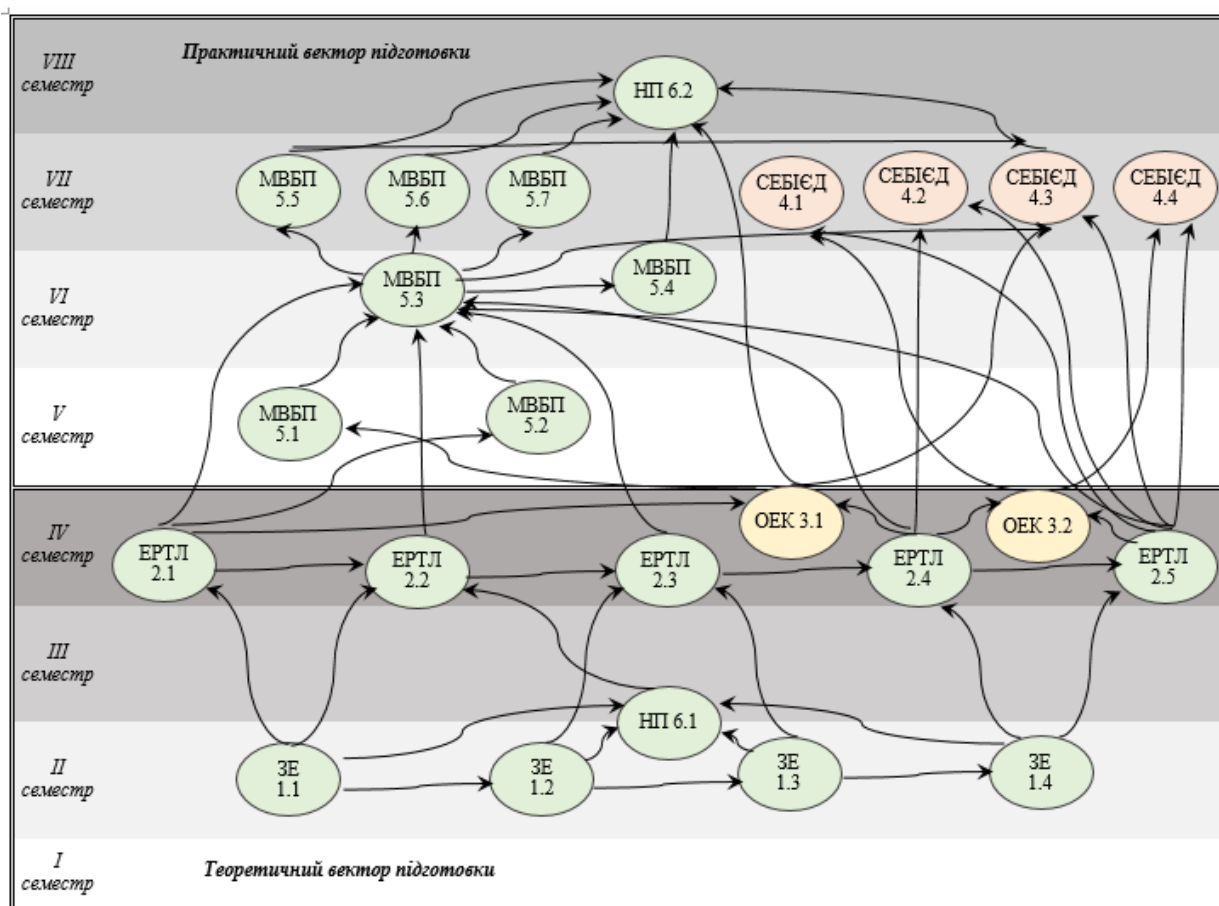 VIII
семестр
Практичний вектор підготовки
НП 6.2
VII
семестр
МВБП
5.5
МВБП
5.6
МВБП
5.7
СЕБІЄД
4.1
СЕБІЄД
4.2
СЕБІЄД
4.3
СЕБІЄД
4.4
VI
семестр
МВБП
5.3
МВБП
5.4
V
семестр
МВБП
5.1
МВБП
5.2
IV
семестр
ЕРТЛ
2.1
ЕРТЛ
2.2
ЕРТЛ
2.3
ОЕК 3.1
ЕРТЛ
2.4
ОЕК 3.2
ЕРТЛ
2.5
III
семестр
НП 6.1
II
семестр
ЗЕ
1.1
ЗЕ
1.2
ЗЕ
1.3
ЗЕ
1.4
I
семестр
Теоретичний вектор підготовки